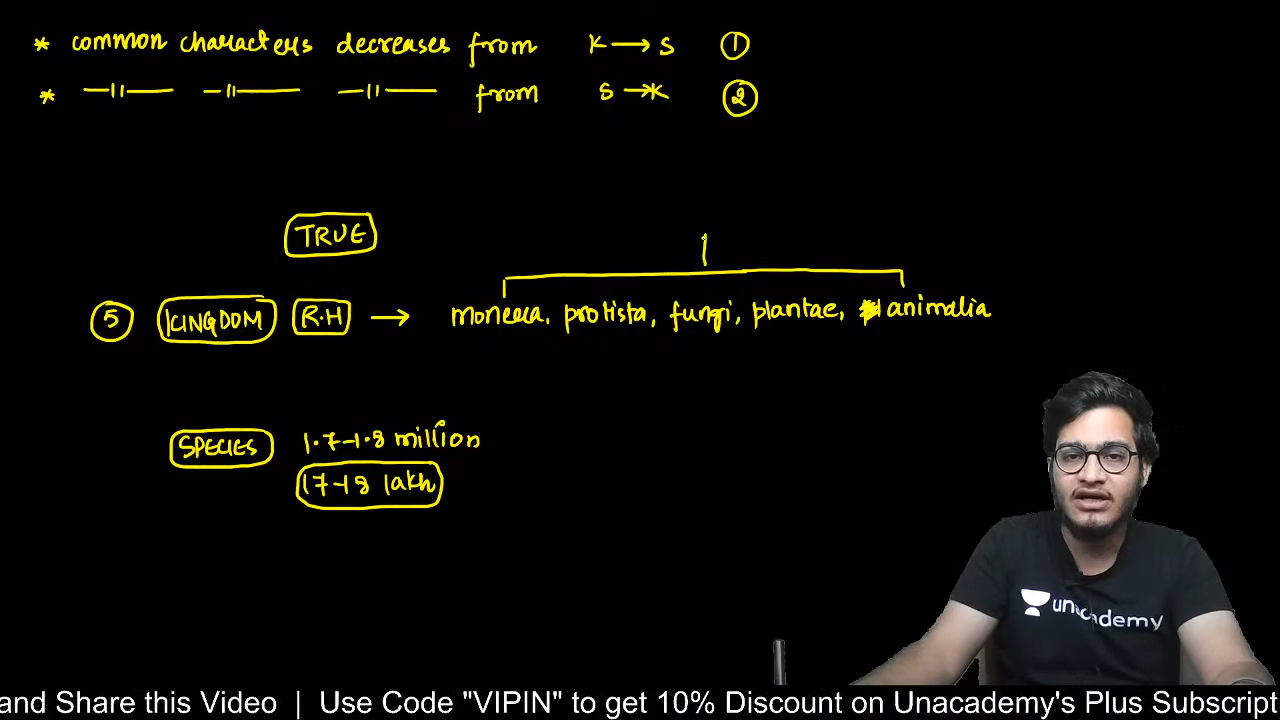 * common characters decreases from K → S ①
* —||— —||— —||— from S → K ②
TRUE
⑤ KINGDOM R.H → monera, protista, fungi, plantae, animalia
SPECIES 1.7-1.8 million
17-18 lakh
unacademy
and Share this Video | Use Code "VIPIN" to get 10% Discount on Unacademy's Plus Subscript